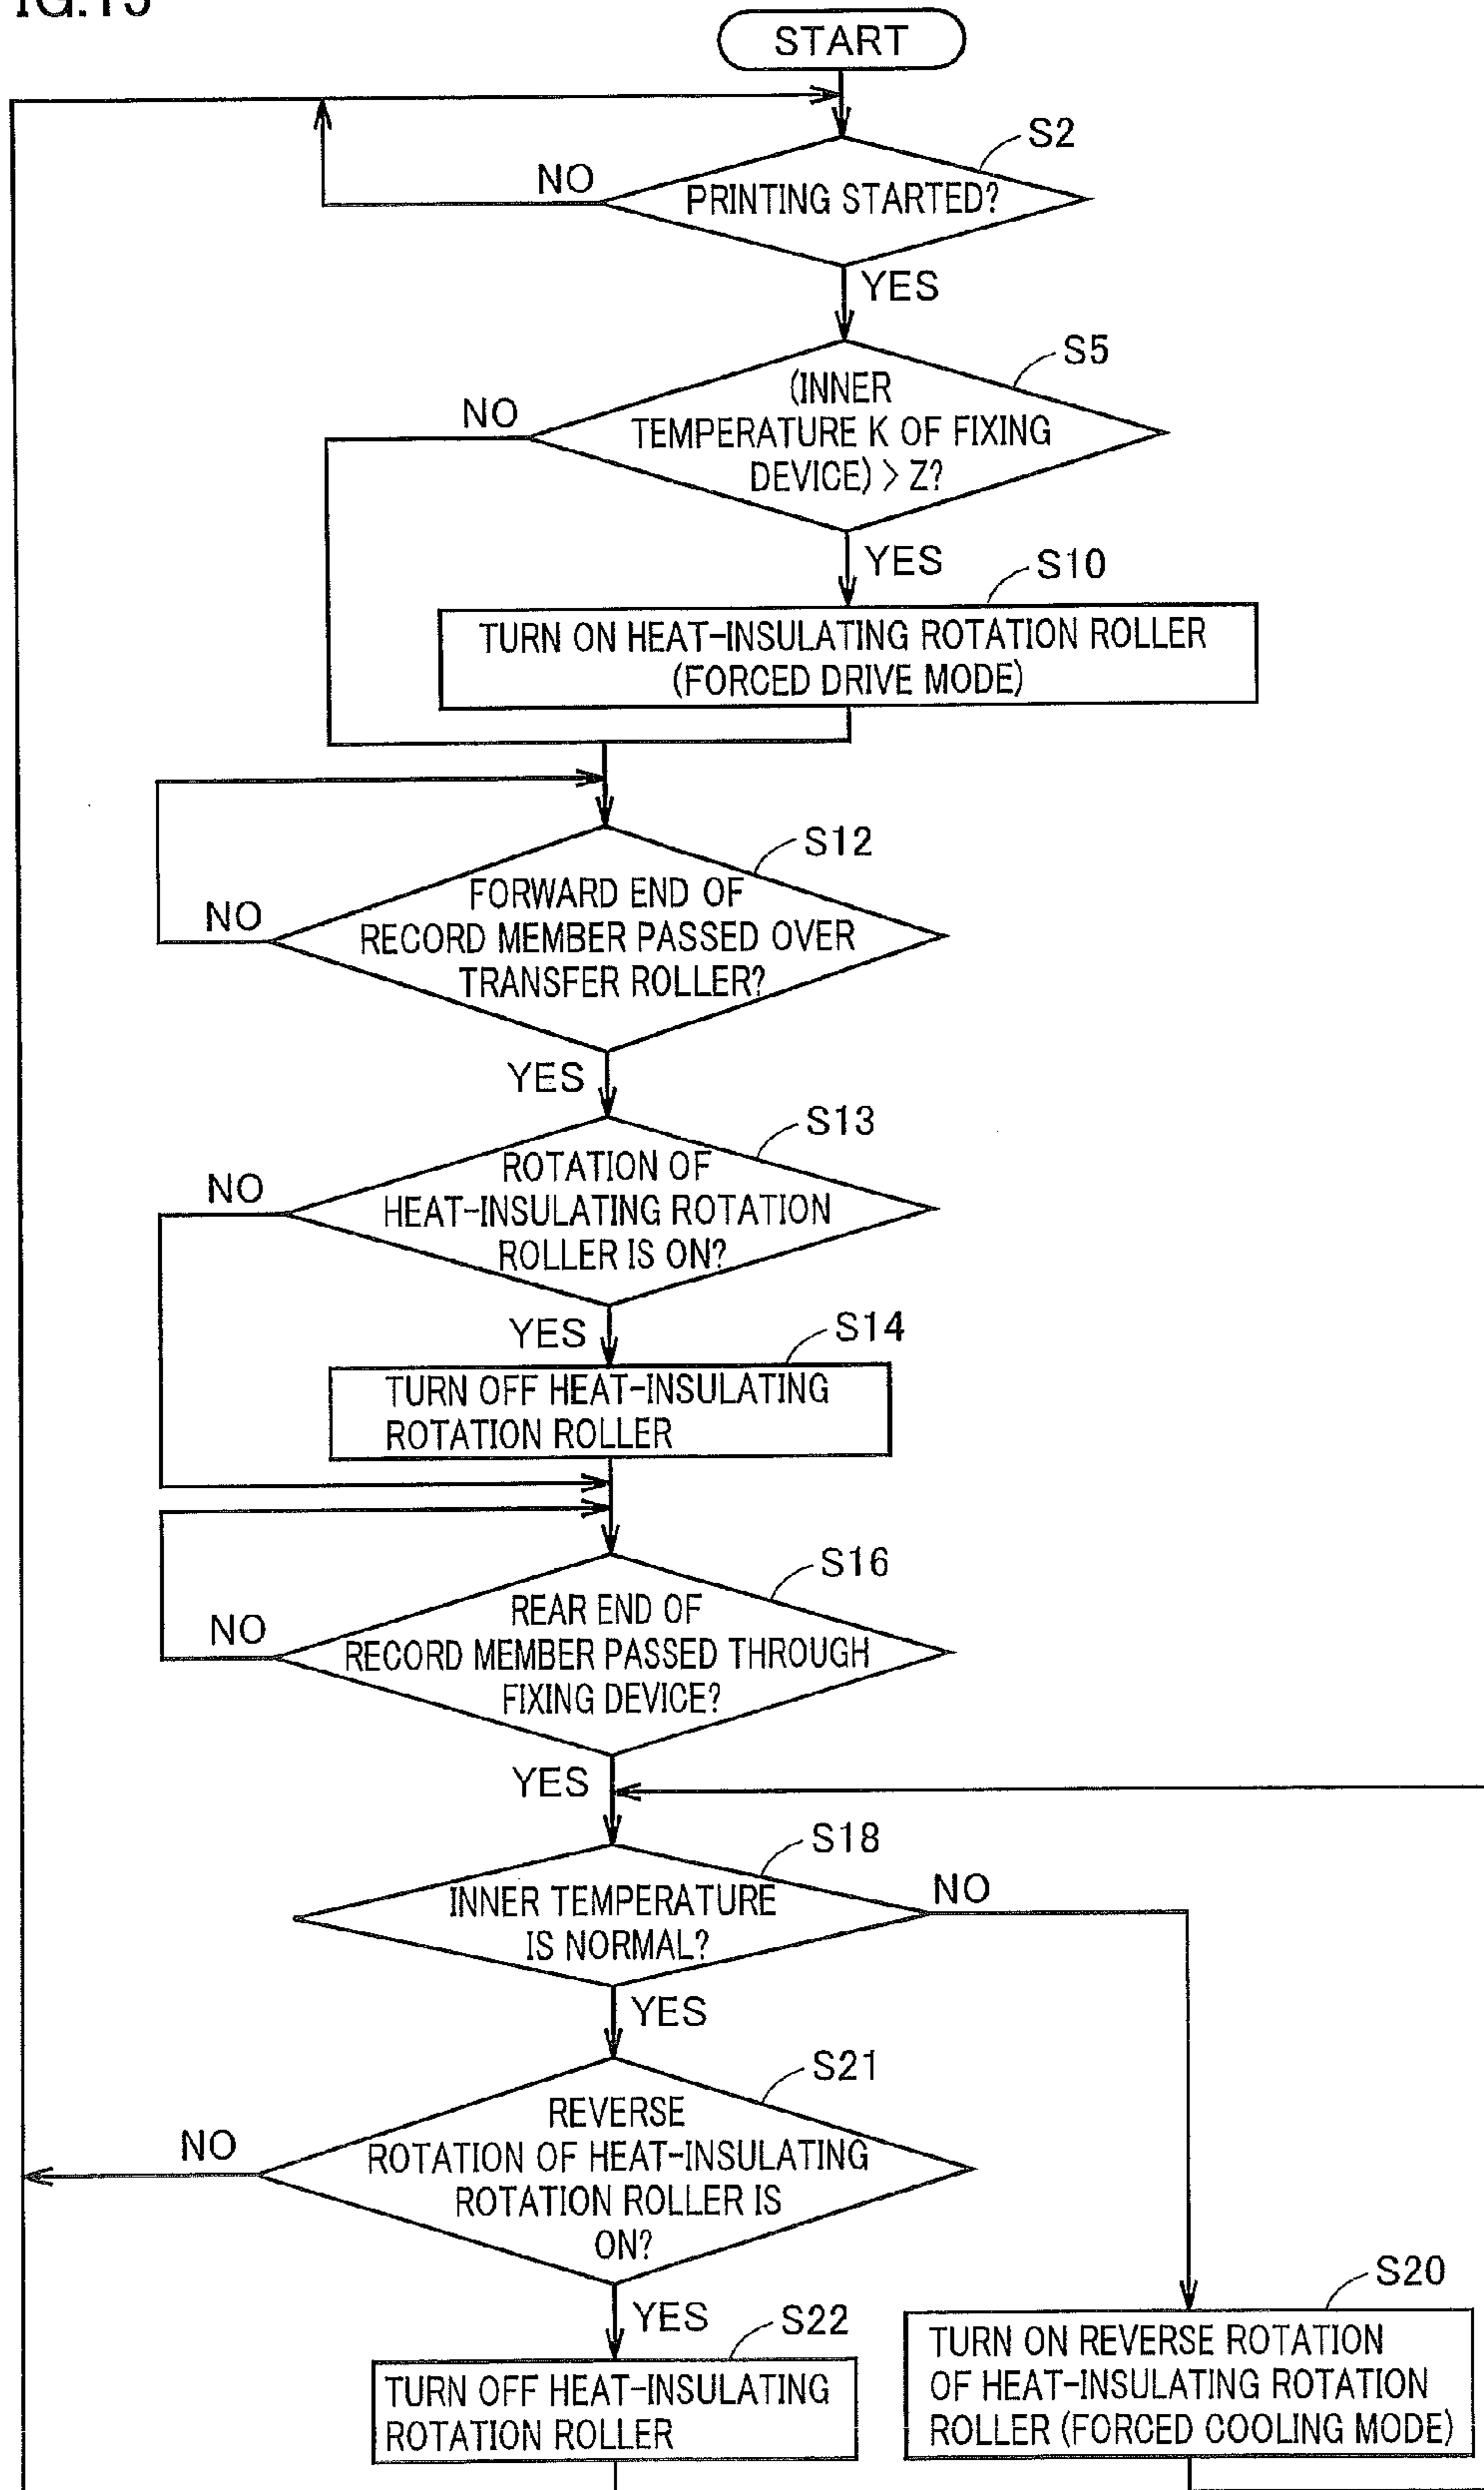 IG.15
START
S2
NO
PRINTING STARTED?
YES
S5
(INNER
NO
TEMPERATURE K OF FIXING
DEVICE) > Z?
YES
S10
TURN ON HEAT-INSULATING ROTATION ROLLER
(FORCED DRIVE MODE)
S12
FORWARD END OF
NO
RECORD MEMBER PASSED OVER
TRANSFER ROLLER?
YES
S13
ROTATION OF
NO
HEAT-INSULATING ROTATION
ROLLER IS ON?
YES
S14
TURN OFF HEAT-INSULATING
ROTATION ROLLER
S16
REAR END OF
NO
RECORD MEMBER PASSED THROUGH
FIXING DEVICE?
YES
S18
NO
INNER TEMPERATURE
IS NORMAL?
YES
S21
REVERSE
NO
ROTATION OF HEAT-INSULATING
ROTATION ROLLER IS
ON?
YES
S22
TURN OFF HEAT-INSULATING
ROTATION ROLLER
S20
TURN ON REVERSE ROTATION
OF HEAT-INSULATING ROTATION
ROLLER (FORCED COOLING MODE)